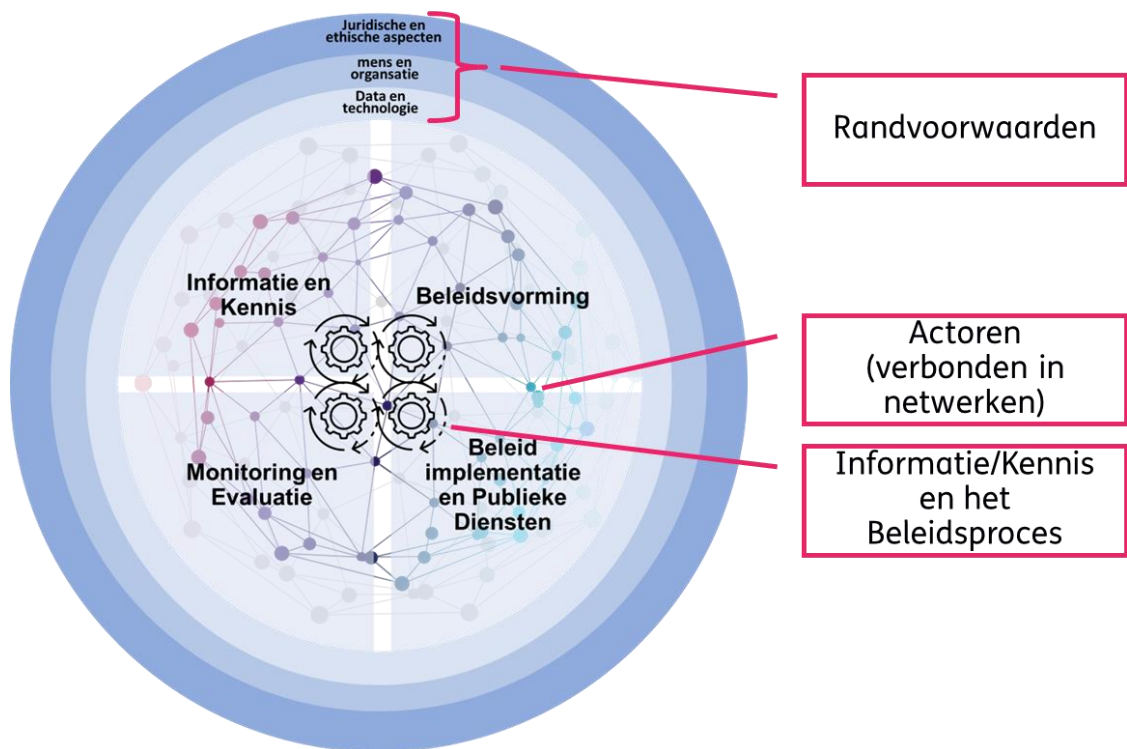 Juridische en
ethische aspecten
mens en
organsatie
Data en
technologie
Randvoorwaarden
Informatie en
Kennis
Beleidsvorming
Actoren
(verbonden in
netwerken)
Monitoring en
Evaluatie
Beleid
implementatie
en Publieke
Diensten
Informatie/Kennis
en het
Beleidsproces